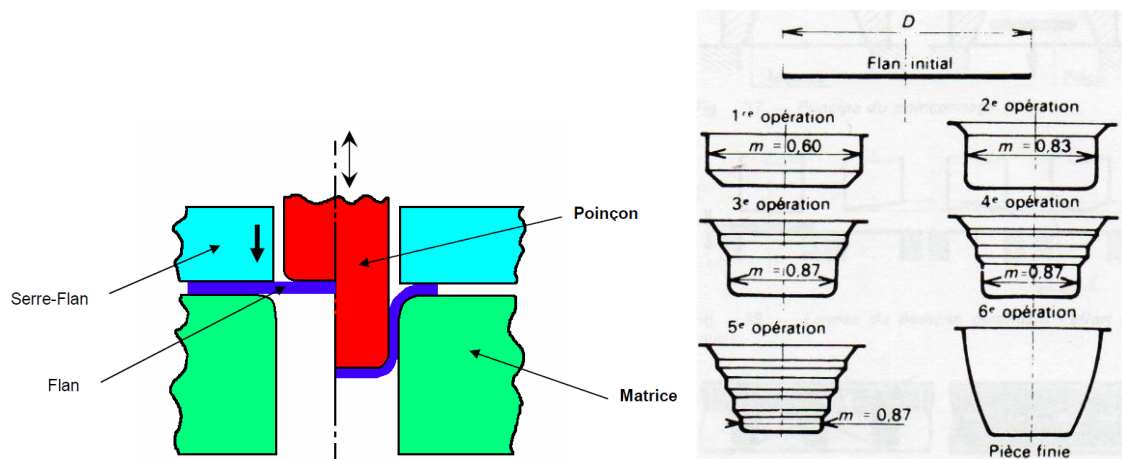 Poinçon
Serre-Flan
Flan
Matrice
D
Flan initial
1re opération
2e opération
m = 0,60
m = 0,83
3e opération
4e opération
m = 0,87
m = 0,87
5e opération
6e opération
m = 0,87
Pièce finie